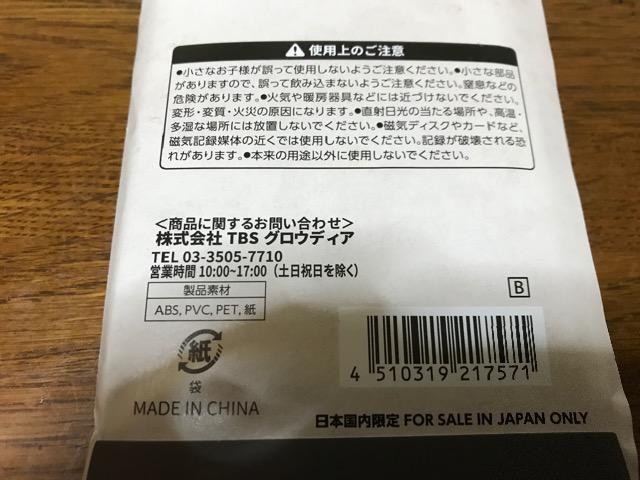 使用上のご注意
●小さなお子様が誤って使用しないようご注意ください。●小さな部品
がありますので、誤って飲み込まないようご注意ください。窒息などの
危険があります。●火気や暖房器具などには近づけないでください。
変形・変質・火災の原因になります。●直射日光の当たる場所や、高温・
多湿な場所には放置しないでください。●磁気ディスクやカードなど、
磁気記録媒体の近くでは使用しないでください。記録が破壊される恐
れがあります。●本来の用途以外に使用しないでください。
<商品に関するお問い合わせ>
株式会社 TBS グロウディア
TEL 03-3505-7710
営業時間 10:00~17:00（土日祝日を除く）
製品素材
ABS, PVC, PET, 紙
B
紙
袋
MADE IN CHINA
4 510319 217571
日本国内限定 FOR SALE IN JAPAN ONLY